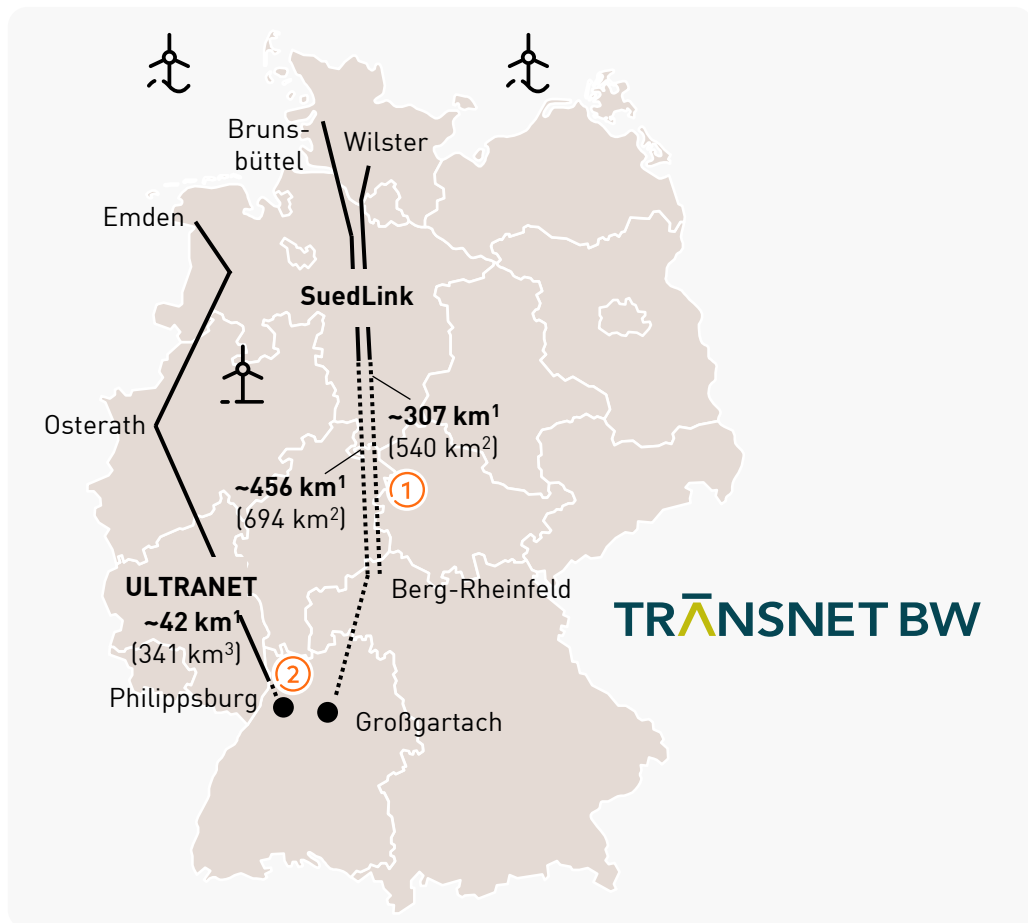 Bruns-
büttel
Wilster
Emden
SuedLink
~307 km¹
(540 km²)
Osterath
~456 km¹
(694 km²)
1
Berg-Rheinfeld
ULTRANET
~42 km¹
(341 km³)
2
Philippsburg
Großgartach
TRANSNET BW